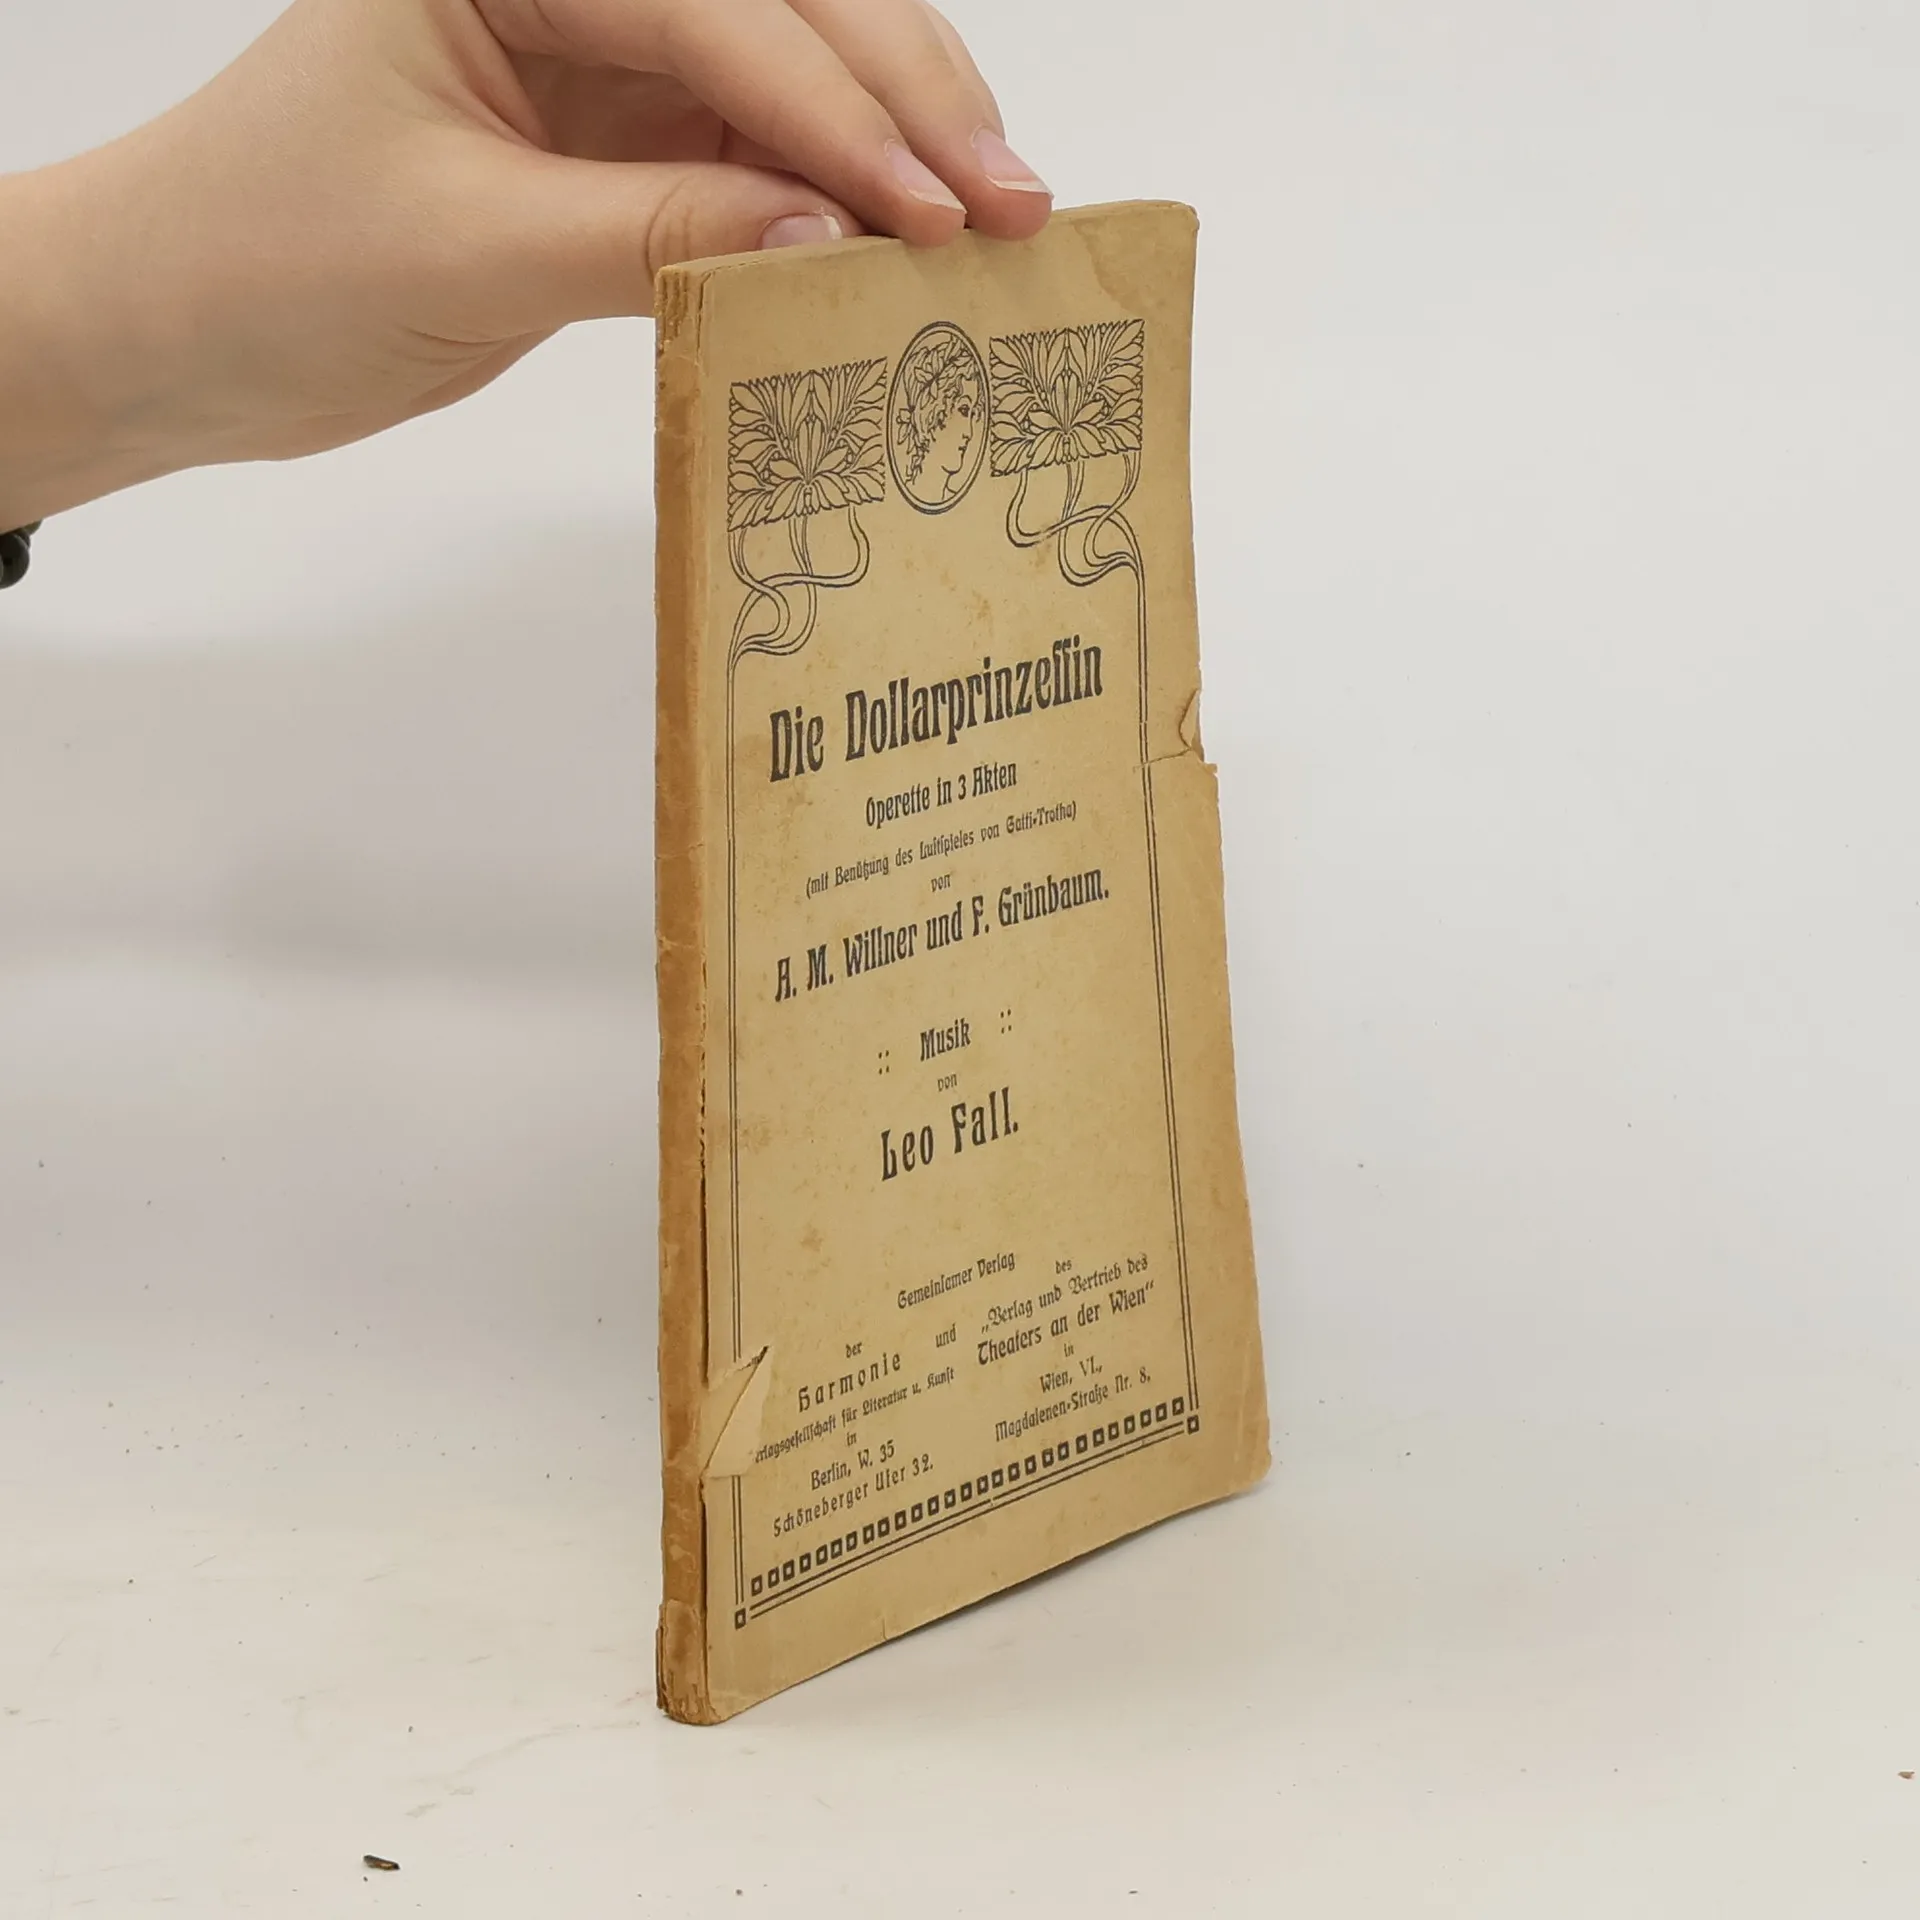 Die Dollarprinzeſſin
Operette in 3 Akten
(mit Benützung des Luſtſpieles von Gatti-Trotha)
von
A. M. Willner und F. Grünbaum.
:: Musik ::
von
Leo Fall.
Gemeinſamer Verlag
der
Harmonie
erlagsgeſellſchaft für Literatur u. Kunſt
in
Berlin, W. 35
Schöneberger Ufer 32.
und
des
„Verlag und Vertrieb des
Theaters an der Wien“
in
Wien, VI.,
Magdalenen-Straße Nr. 8.